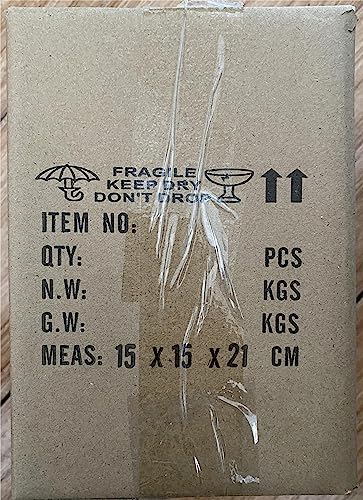 FRAGILE
KEEP DRY
DON'T DROP
ITEM NO:
QTY: PCS
N.W: KGS
G.W: KGS
MEAS: 15 x 15 x 21 CM